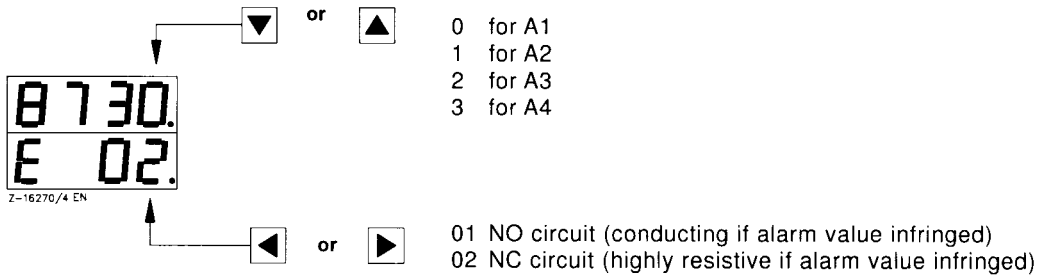 or
0 for A1
1 for A2
2 for A3
3 for A4
8730.
E 02.
Z-16270/4 EN
or
01 NO circuit (conducting if alarm value infringed)
02 NC circuit (highly resistive if alarm value infringed)